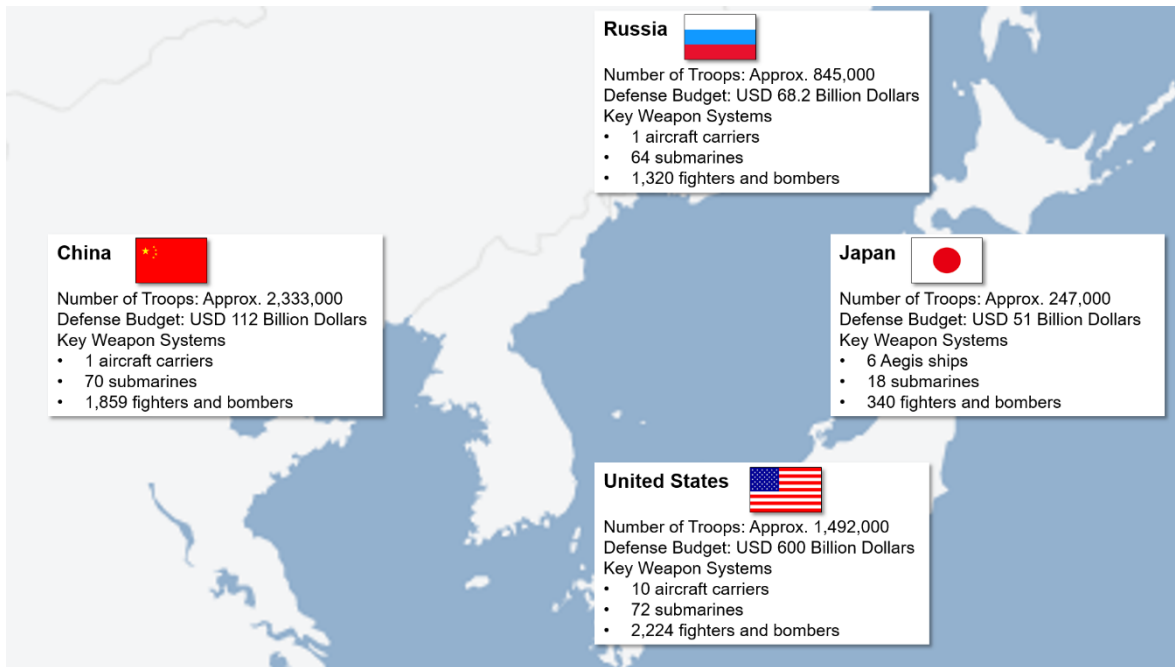 Russia
Number of Troops: Approx. 845,000
Defense Budget: USD 68.2 Billion Dollars
Key Weapon Systems
• 1 aircraft carriers
• 64 submarines
• 1,320 fighters and bombers
China
Number of Troops: Approx. 2,333,000
Defense Budget: USD 112 Billion Dollars
Key Weapon Systems
• 1 aircraft carriers
• 70 submarines
• 1,859 fighters and bombers
Japan
Number of Troops: Approx. 247,000
Defense Budget: USD 51 Billion Dollars
Key Weapon Systems
• 6 Aegis ships
• 18 submarines
• 340 fighters and bombers
United States
Number of Troops: Approx. 1,492,000
Defense Budget: USD 600 Billion Dollars
Key Weapon Systems
• 10 aircraft carriers
• 72 submarines
• 2,224 fighters and bombers